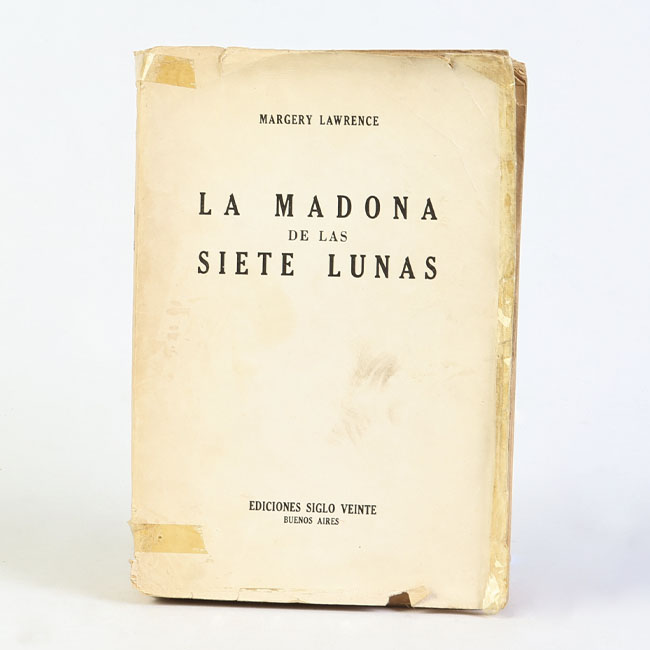 MARGERY LAWRENCE
LA MADONA
DE LAS
SIETE LUNAS
EDICIONES SIGLO VEINTE
BUENOS AIRES